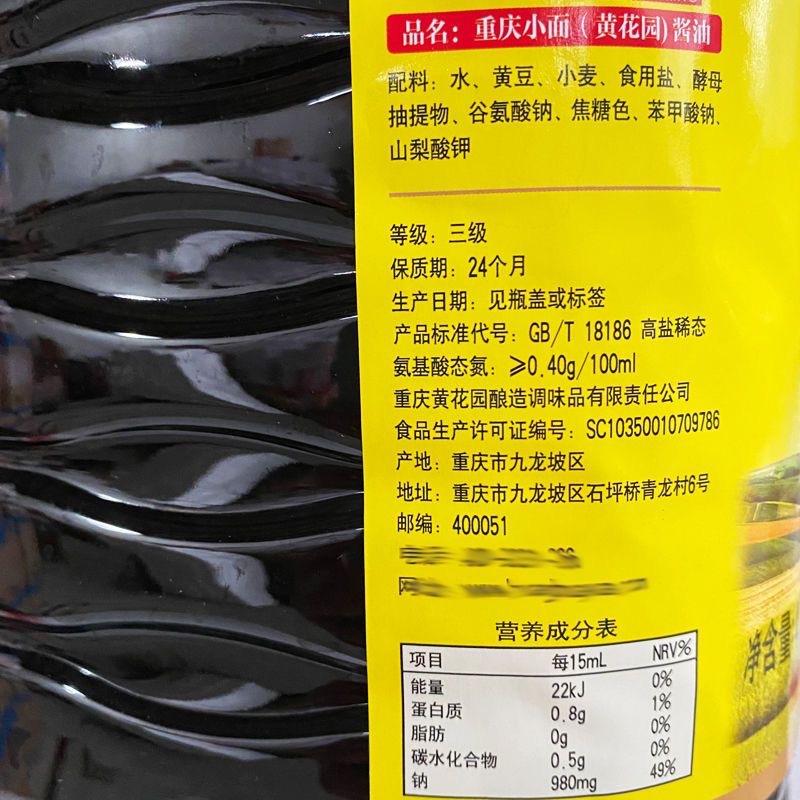 品名：重庆小面（黄花园)酱油
配料：水、黄豆、小麦、食用盐、酵母
抽提物、谷氨酸钠、焦糖色、苯甲酸钠、
山梨酸钾
等级：三级
保质期：24个月
生产日期：见瓶盖或标签
产品标准代号：GB/T 18186 高盐稀态
氨基酸态氮：≥0.40g/100ml
重庆黄花园酿造调味品有限责任公司
食品生产许可证编号：SC10350010709786
产地：重庆市九龙坡区
地址：重庆市九龙坡区石坪桥青龙村6号
邮编：400051
营养成分表
项目 每15mL NRV%
能量 22kJ 0%
蛋白质 0.8g 1%
脂肪 0g 0%
碳水化合物 0.5g 0%
钠 980mg 49%
净含量